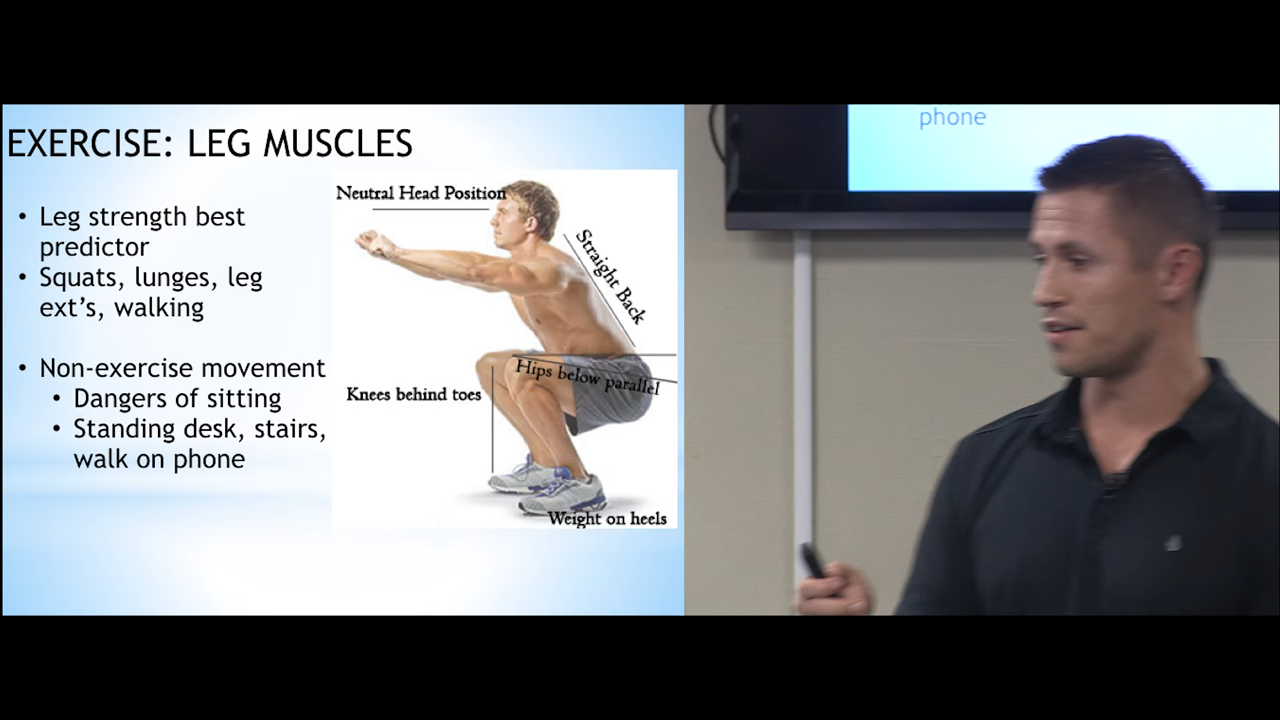 EXERCISE: LEG MUSCLES
• Leg strength best
predictor
• Squats, lunges, leg
ext’s, walking
• Non-exercise movement
• Dangers of sitting
• Standing desk, stairs,
walk on phone
Neutral Head Position
Straight Back
Hips below parallel
Knees behind toes
Weight on heels
phone